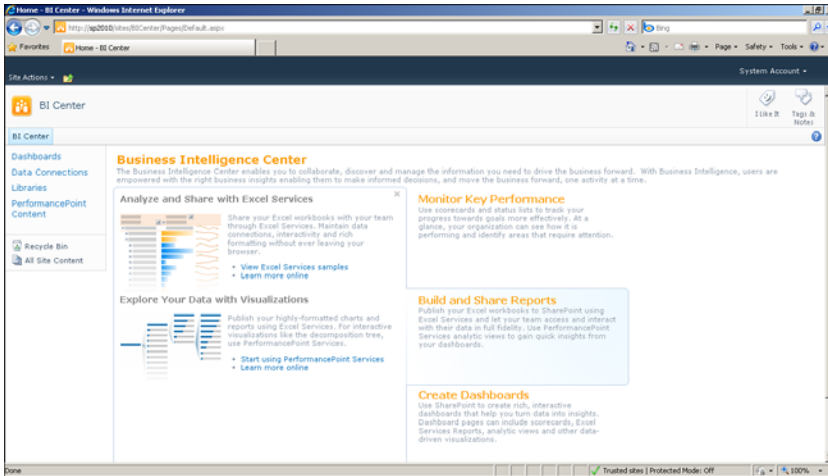 Home - BI Center - Windows Internet Explorer
http://sp2010/sites/BICenter/Pages/Default.aspx
Bing
Favorites
Home - BI Center
Page
Safety
Tools
Site Actions
System Account
BI Center
I Like It
Tags &
Notes
BI Center
Dashboards
Data Connections
Libraries
PerformancePoint
Content
Recycle Bin
All Site Content
Business Intelligence Center
The Business Intelligence Center enables you to collaborate, discover and manage the information you need to drive the business forward. With Business Intelligence, users are
empowered with the right business insights enabling them to make informed decisions, and move the business forward, one activity at a time.
Analyze and Share with Excel Services
Share your Excel workbooks with your team
through Excel Services. Maintain data
connections, interactivity and rich
formatting without ever leaving your
browser.
View Excel Services samples
Learn more online
Explore Your Data with Visualizations
Publish your highly-formatted charts and
reports using Excel Services. For interactive
visualizations like the decomposition tree,
use PerformancePoint Services.
Start using PerformancePoint Services
Learn more online
Monitor Key Performance
Use scorecards and status lists to track your
progress towards goals more effectively. At a
glance, your organization can see how it is
performing and identify areas that require attention.
Build and Share Reports
Publish your Excel workbooks to SharePoint using
Excel Services and let your team access and interact
with their data in full fidelity. Use PerformancePoint
Services analytic views to gain quick insights from
your dashboards.
Create Dashboards
Use SharePoint to create rich, interactive
dashboards that help you turn data into insights.
Dashboard pages can include scorecards, Excel
Services Reports, analytic views and other data-
driven visualizations.
Done
Trusted sites | Protected Mode: Off
100%